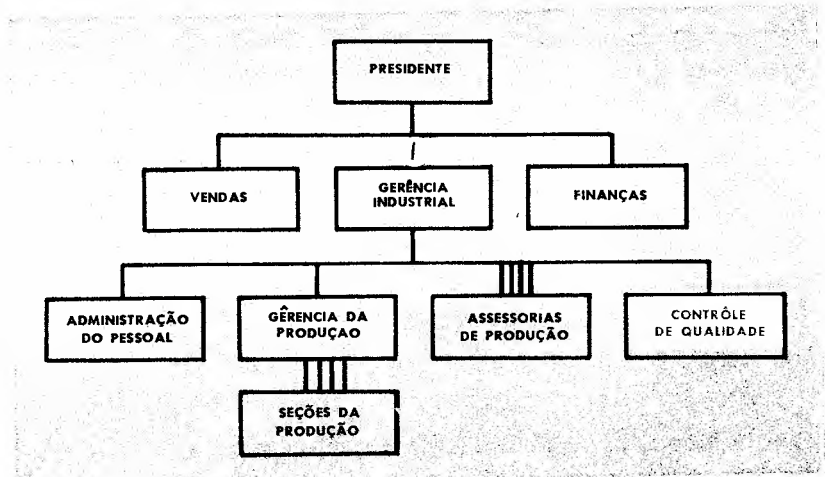 PRESIDENTE
VENDAS
GERÊNCIA
INDUSTRIAL
FINANÇAS
ADMINISTRAÇÃO
DO PESSOAL
GÊRENCIA DA
PRODUÇAO
ASSESSORIAS
DE PRODUÇÃO
CONTRÔLE
DE QUALIDADE
SEÇÕES DA
PRODUÇÃO